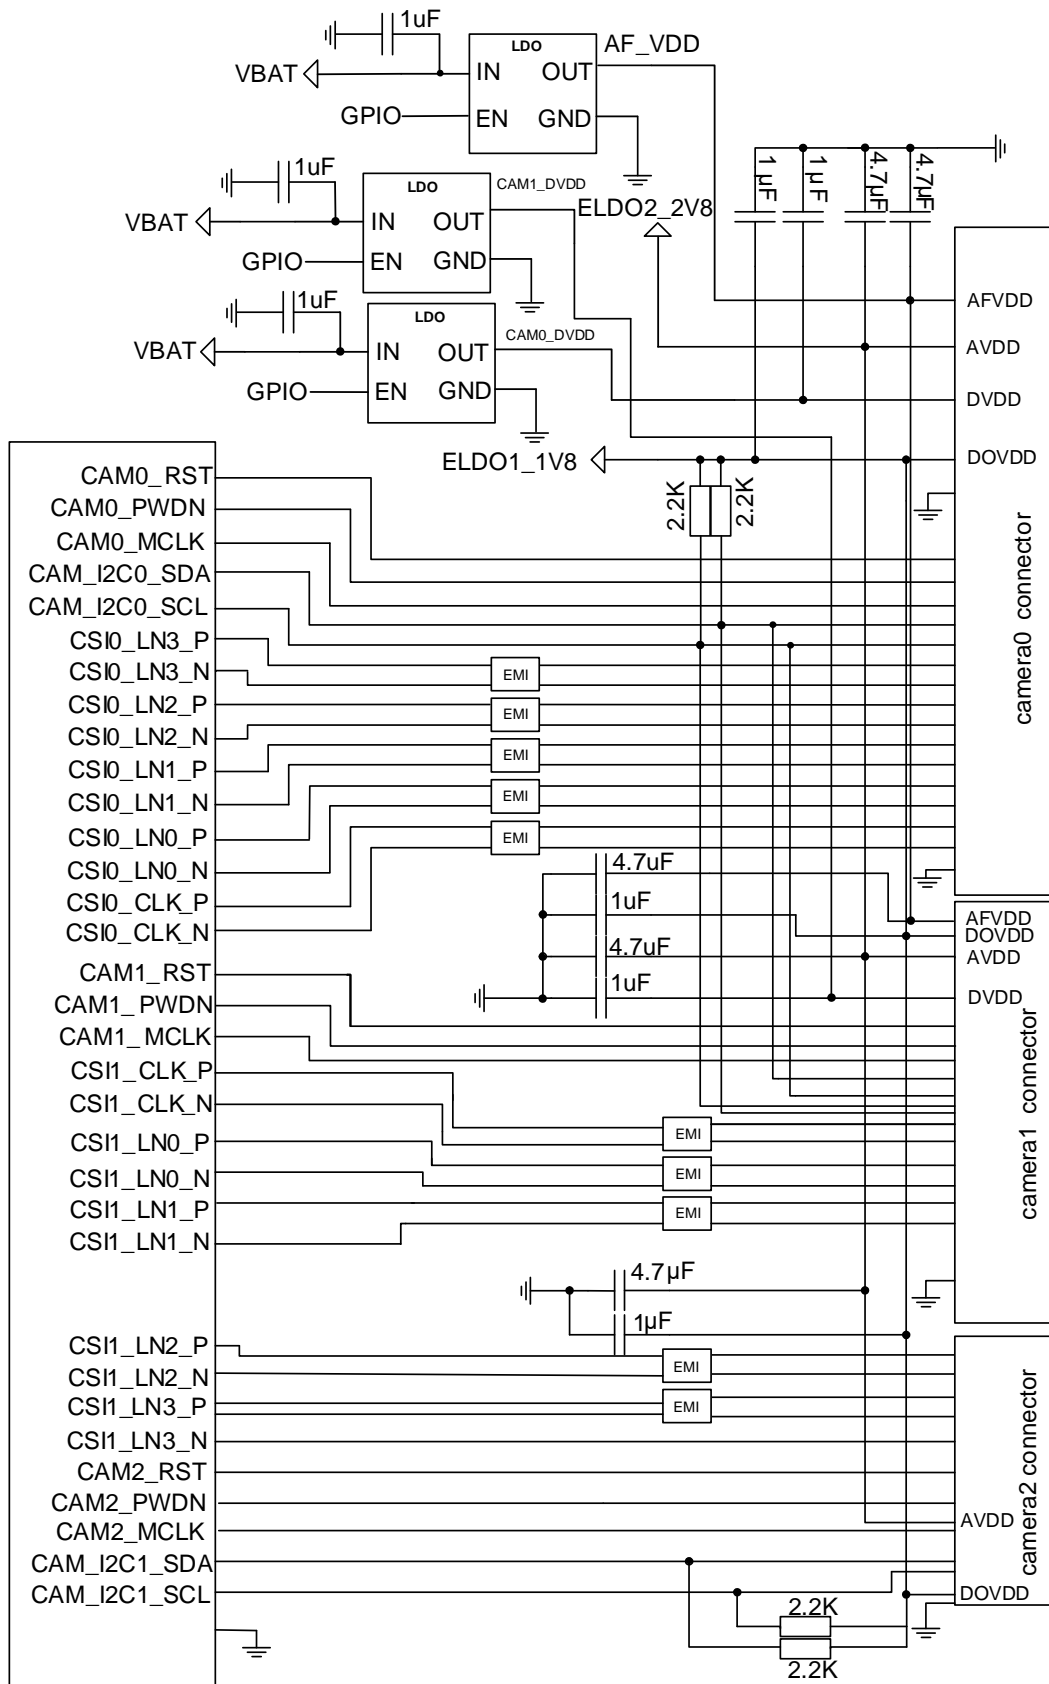 1uF
LDO
AF_VDD
VBAT
IN
OUT
GPIO
EN
GND
1uF
LDO
CAM1_DVDD
VBAT
IN
OUT
ELDO2_2V8
GPIO
EN
GND
1µF
1µF
4.7µF
4.7µF
1uF
LDO
CAM0_DVDD
VBAT
IN
OUT
GPIO
EN
GND
AFVDD
AVDD
DVDD
DOVDD
camera0 connector
ELDO1_1V8
2.2K
2.2K
CAM0_RST
CAM0_PWDN
CAM0_MCLK
CAM_I2C0_SDA
CAM_I2C0_SCL
CSI0_LN3_P
CSI0_LN3_N
EMI
CSI0_LN2_P
EMI
CSI0_LN2_N
CSI0_LN1_P
EMI
CSI0_LN1_N
EMI
CSI0_LN0_P
EMI
CSI0_LN0_N
CSI0_CLK_P
CSI0_CLK_N
4.7uF
1uF
4.7uF
1uF
AFVDD
DOVDD
AVDD
DVDD
camera1 connector
CAM1_RST
CAM1_PWDN
CAM1_MCLK
CSI1_CLK_P
CSI1_CLK_N
EMI
CSI1_LN0_P
EMI
CSI1_LN0_N
CSI1_LN1_P
EMI
CSI1_LN1_N
4.7µF
1µF
CSI1_LN2_P
EMI
CSI1_LN2_N
CSI1_LN3_P
EMI
CSI1_LN3_N
CAM2_RST
CAM2_PWDN
CAM2_MCLK
CAM_I2C1_SDA
CAM_I2C1_SCL
AVDD
DOVDD
camera2 connector
2.2K
2.2K